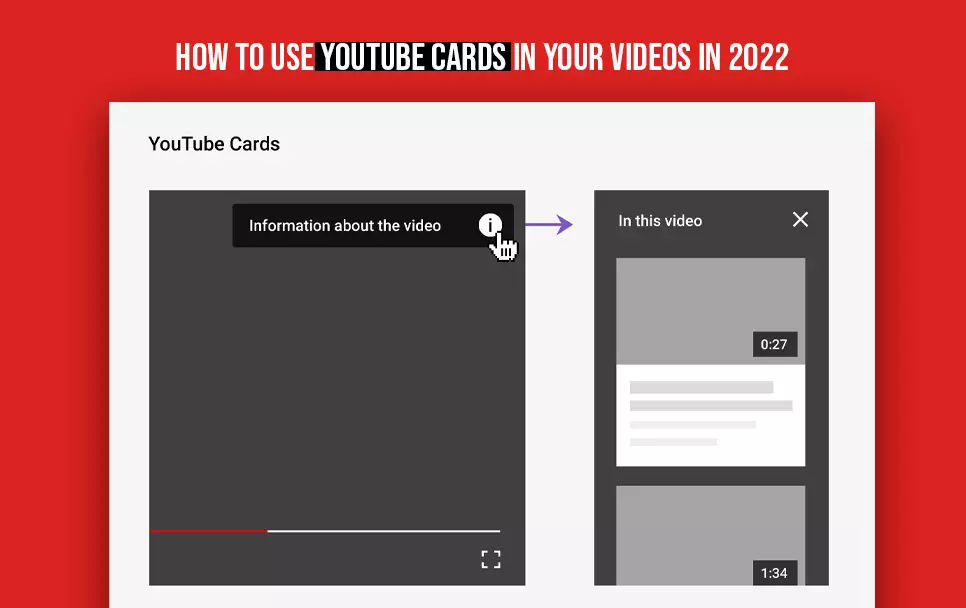 HOW TO USE YOUTUBE CARDS IN YOUR VIDEOS IN 2022
YouTube Cards
Information about the video
In this video
0:27
1:34